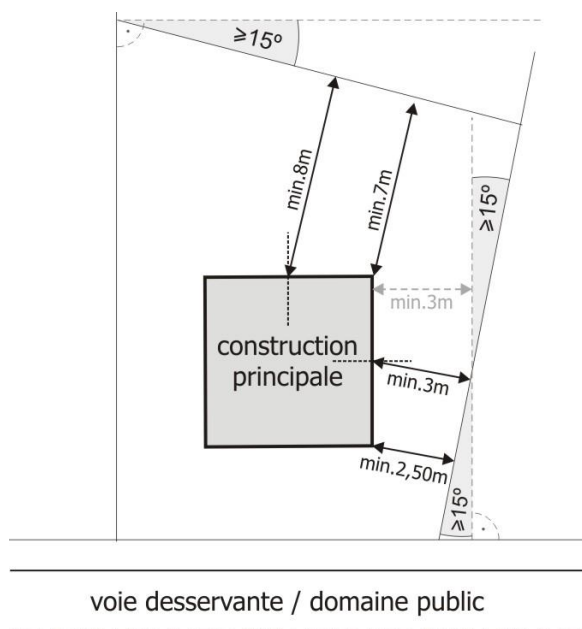 ≥15°
≥15°
min.8m
min.7m
min.3m
construction
principale
min.3m
min.2,50m
≥15°
voie desservante / domaine public